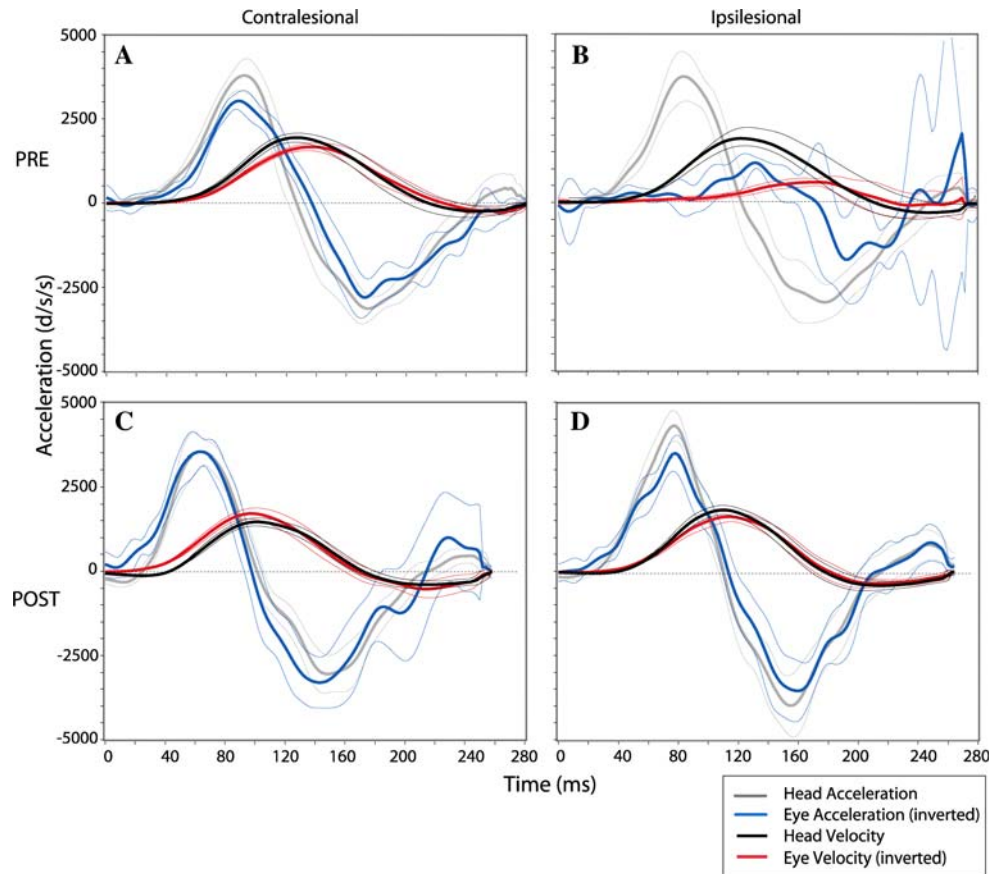 Contralesional
Ipsilesional
5000
A
B
2500
PRE
0
-2500
-5000
Acceleration (d/s/s)
5000
C
D
2500
0
POST
-2500
-5000
0 40 80 120 160 200 240 280
0 40 80 120 160 200 240 280
Time (ms)
Head Acceleration
Eye Acceleration (inverted)
Head Velocity
Eye Velocity (inverted)